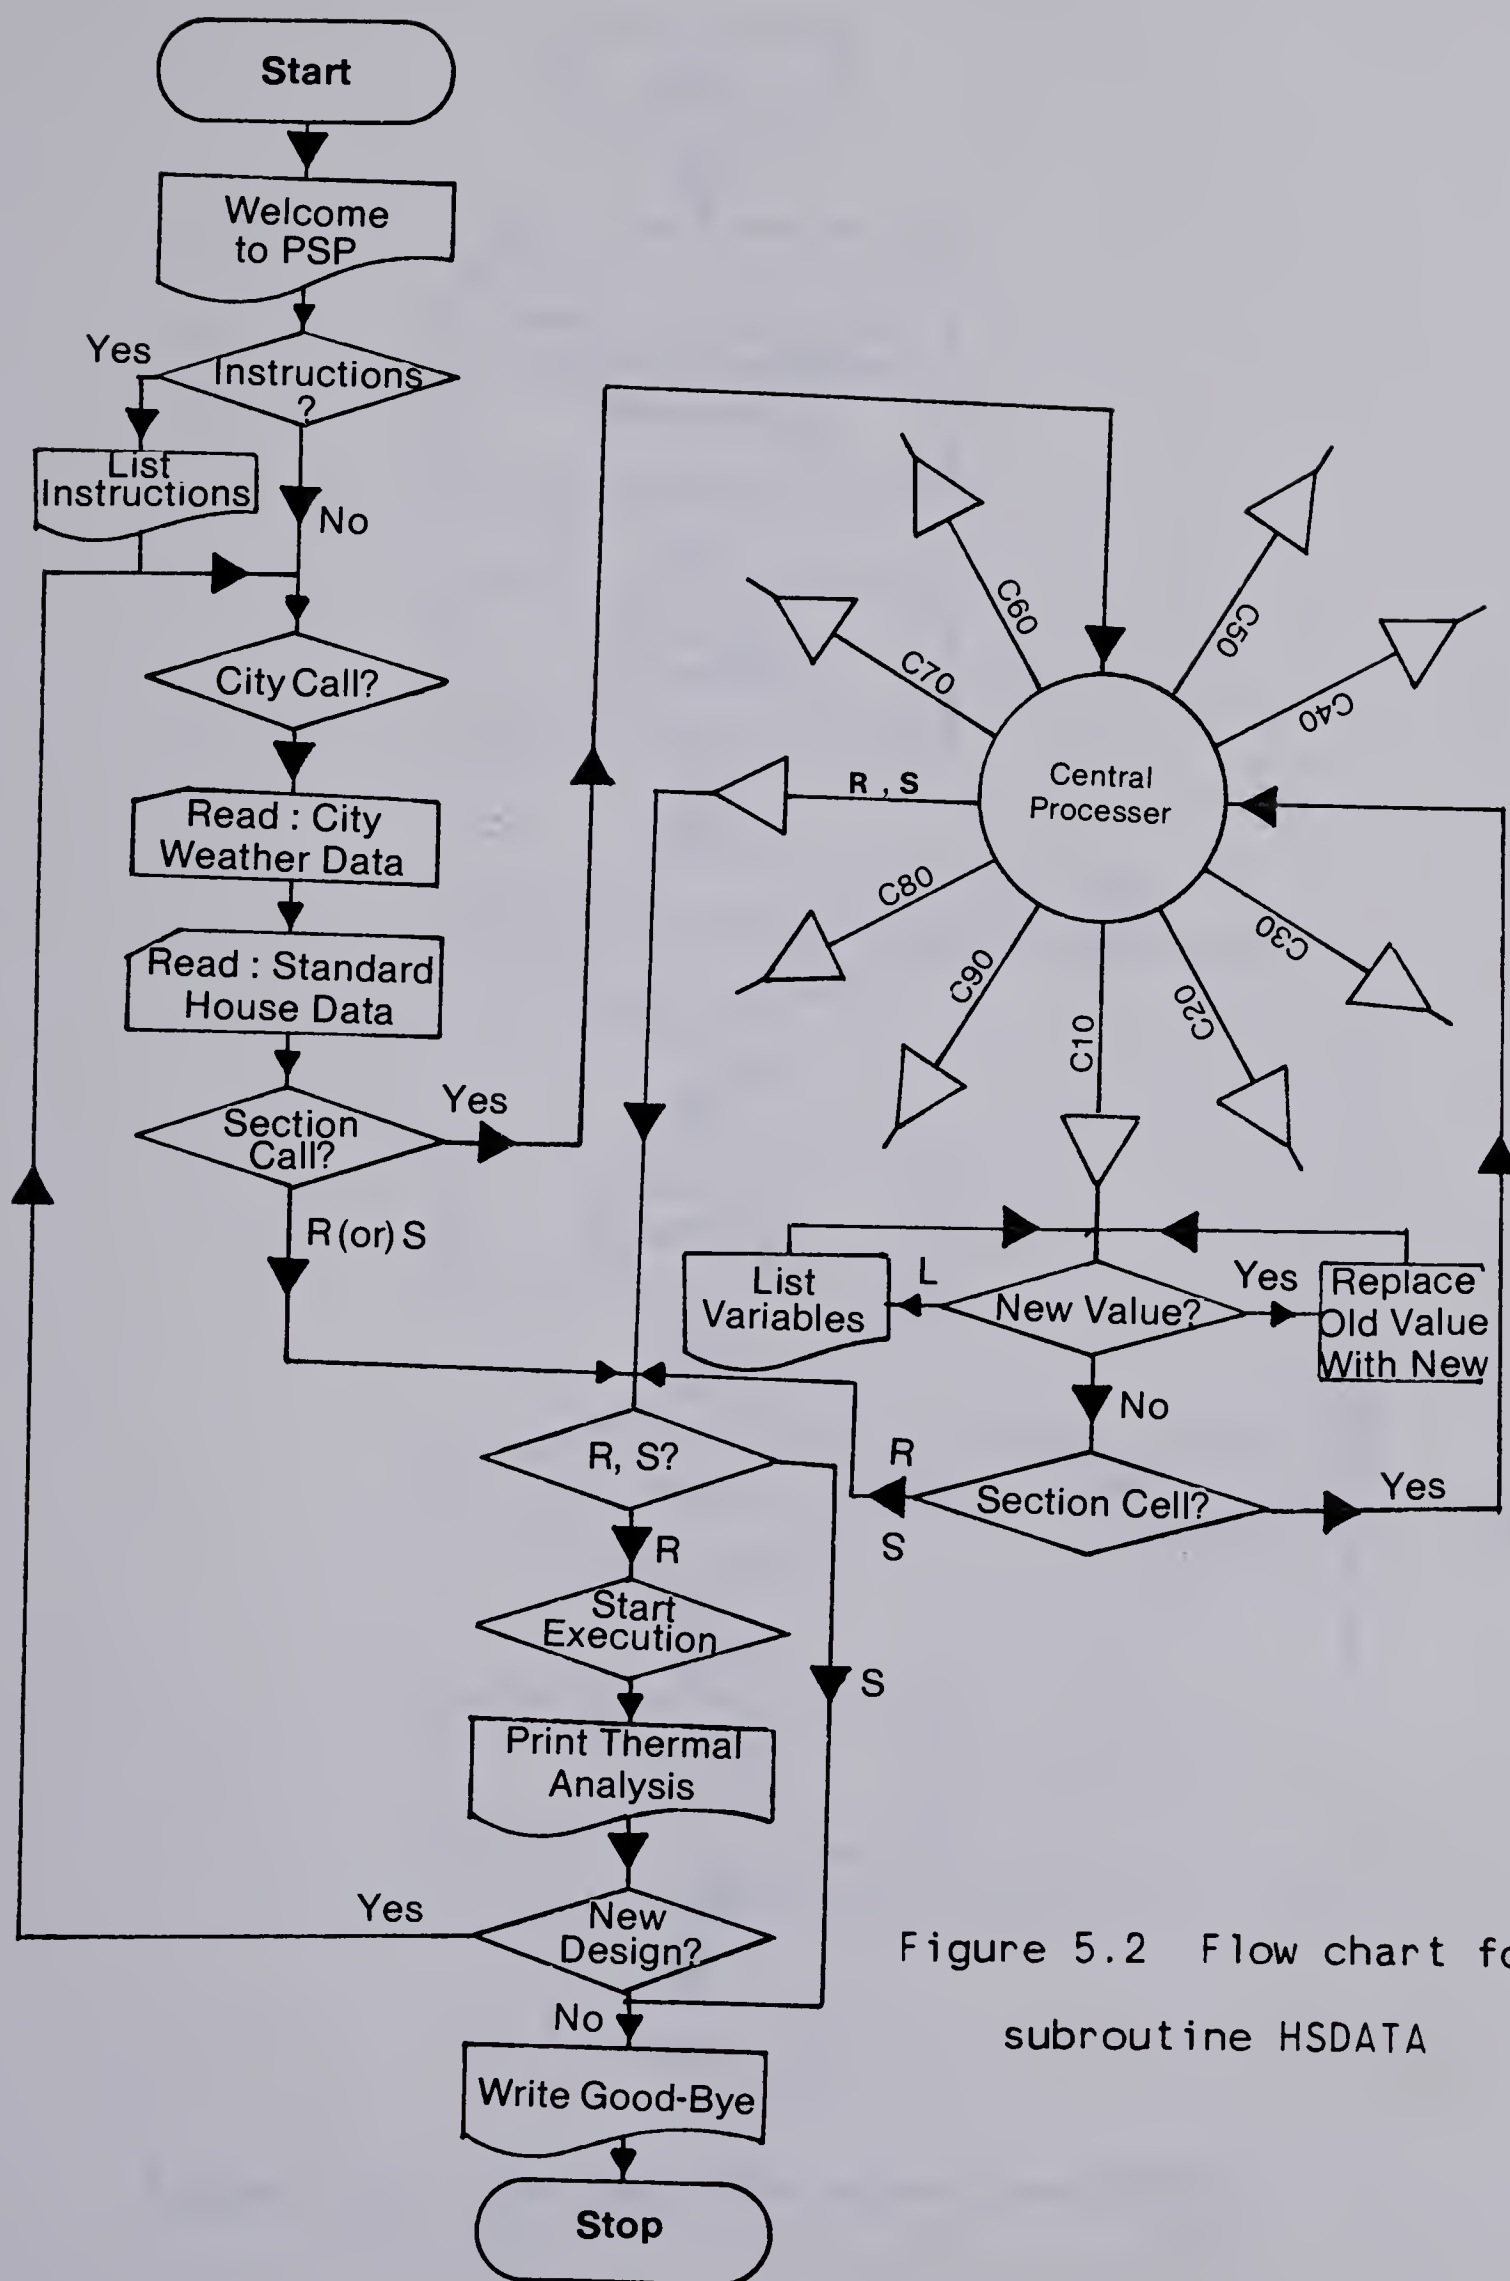 Start
Welcome
to PSP
Yes
Instructions
?
List
Instructions
No
City Call?
Read : City
Weather Data
Read : Standard
House Data
Section
Call?
Yes
R (or) S
C60
C50
C70
C40
R , S
Central
Processer
C80
C30
C90
C20
C10
List
Variables
L
New Value?
Yes
Replace
Old Value
With New
No
R, S?
R
S
Section Cell?
Yes
R
Start
Execution
S
Print Thermal
Analysis
Yes
New
Design?
No
Write Good-Bye
Stop
Figure 5.2 Flow chart
subroutine HSDATA